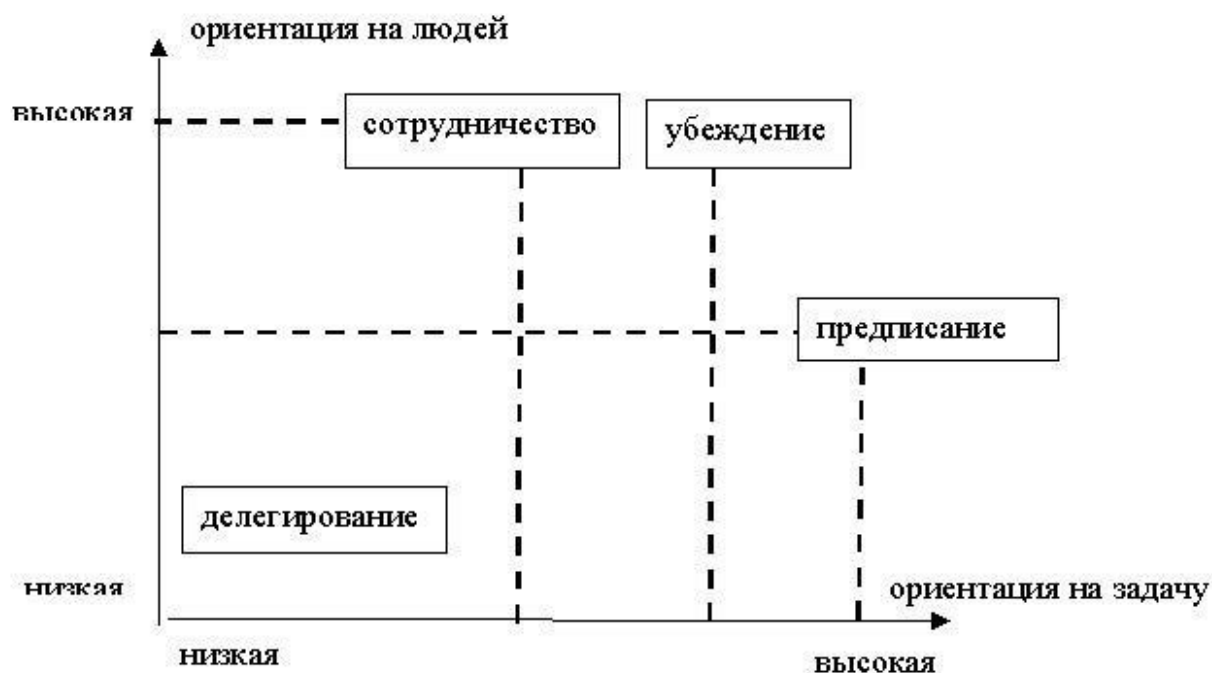 ориентация на людей
высокая
сотрудничество
убеждение
предписание
делегирование
низкая
ориентация на задачу
низкая
высокая